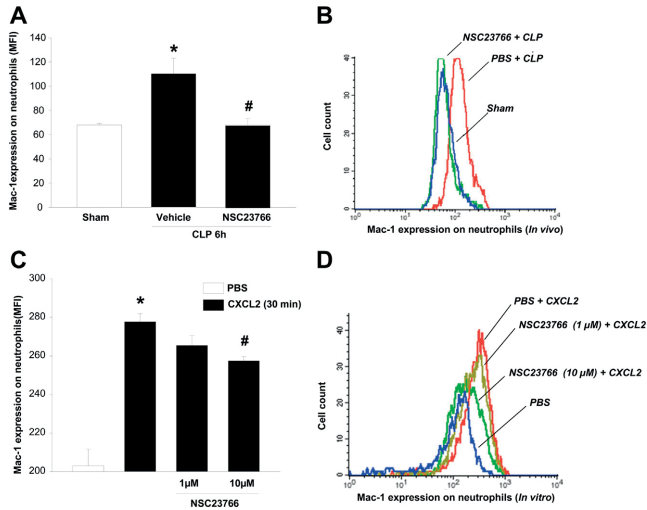 A
Mac-1expression on neutrophils (MFI)
140
120
100
80
60
40
20
0
*
#
Sham
Vehicle
NSC23766
CLP 6h
B
NSC23766 + CLP
PBS + CLP
Sham
Cell count
40
30
20
10
0
10⁰
10¹
10²
10³
10⁴
Mac-1 expression on neutrophils (In vivo)
C
Mac-1 expression on neutrophils(MFI)
300
280
260
240
220
200
PBS
CXCL2 (30 min)
*
#
1µM
10µM
NSC23766
D
PBS + CXCL2
NSC23766 (1 µM) + CXCL2
NSC23766 (10 µM) + CXCL2
PBS
Cell count
40
30
20
10
0
10⁰
10¹
10²
10³
10⁴
Mac-1 expression on neutrophils (In vitro)